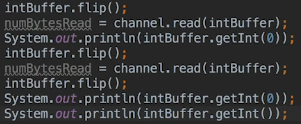 intBuffer.flip();
numBytesRead = channel.read(intBuffer);
System.out.println(intBuffer.getInt(0));
intBuffer.flip();
numBytesRead = channel.read(intBuffer);
intBuffer.flip();
System.out.println(intBuffer.getInt(0));
System.out.println(intBuffer.getInt());